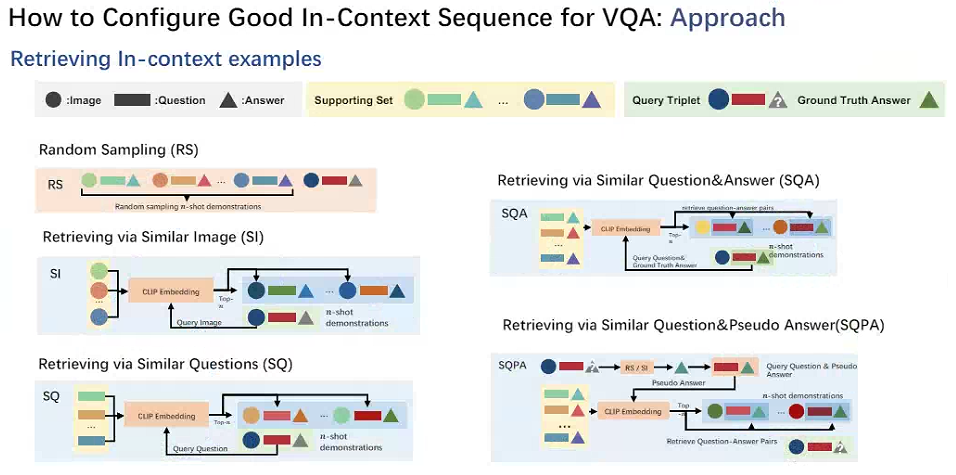 How to Configure Good In-Context Sequence for VQA: Approach
Retrieving In-context examples
:Image :Question :Answer
Supporting Set ...
Query Triplet ? Ground Truth Answer
Random Sampling (RS)
RS ...
Random sampling n-shot demonstrations
Retrieving via Similar Image (SI)
SI
...
CLIP Embedding
Top-
n
...
Query Image
n-shot
demonstrations
Retrieving via Similar Questions (SQ)
SQ
...
CLIP Embedding
Top-n
...
Query Question
n-shot
demonstrations
Retrieving via Similar Question&Answer (SQA)
SQA
...
CLIP Embedding
retrieve question-answer pairs
Top-
n
...
Query Question&
Ground Truth Answer
n-shot
demonstrations
Retrieving via Similar Question&Pseudo Answer(SQPA)
SQPA
?
RS / SI
Query Question & Pseudo
Answer
Pseudo Answer
...
CLIP Embedding
Top-
n
n-shot demonstrations
...
Retrieve Question-Answer Pairs
?